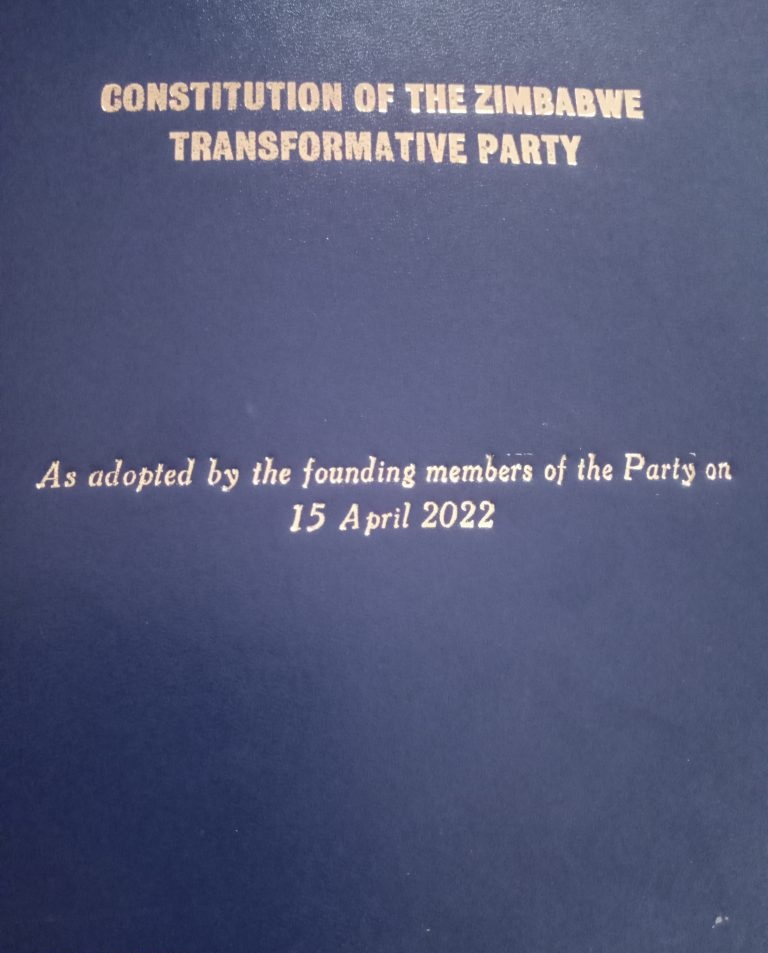 CONSTITUTION OF THE ZIMBABWE
TRANSFORMATIVE PARTY
As adopted by the founding members of the Party on
15 April 2022